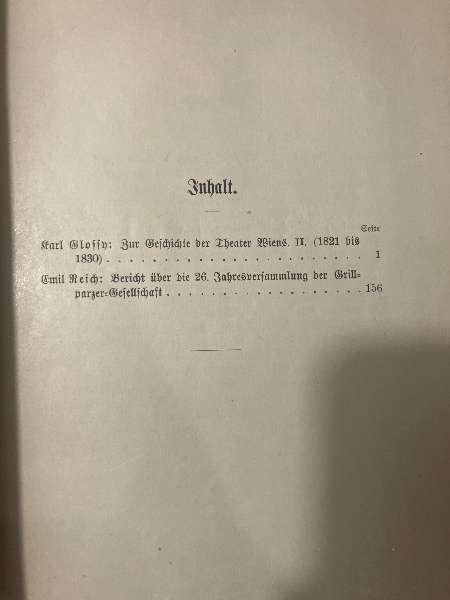 Inhalt.
Seite
Karl Glossy: Zur Geschichte der Theater Wiens. II. (1821 bis
1830) . . . . . . . . . . . . . . . . . . . . . . 1
Emil Reich: Bericht über die 26. Jahresversammlung der Grill-
parzer-Gesellschaft . . . . . . . . . . . . . . . . . . 156